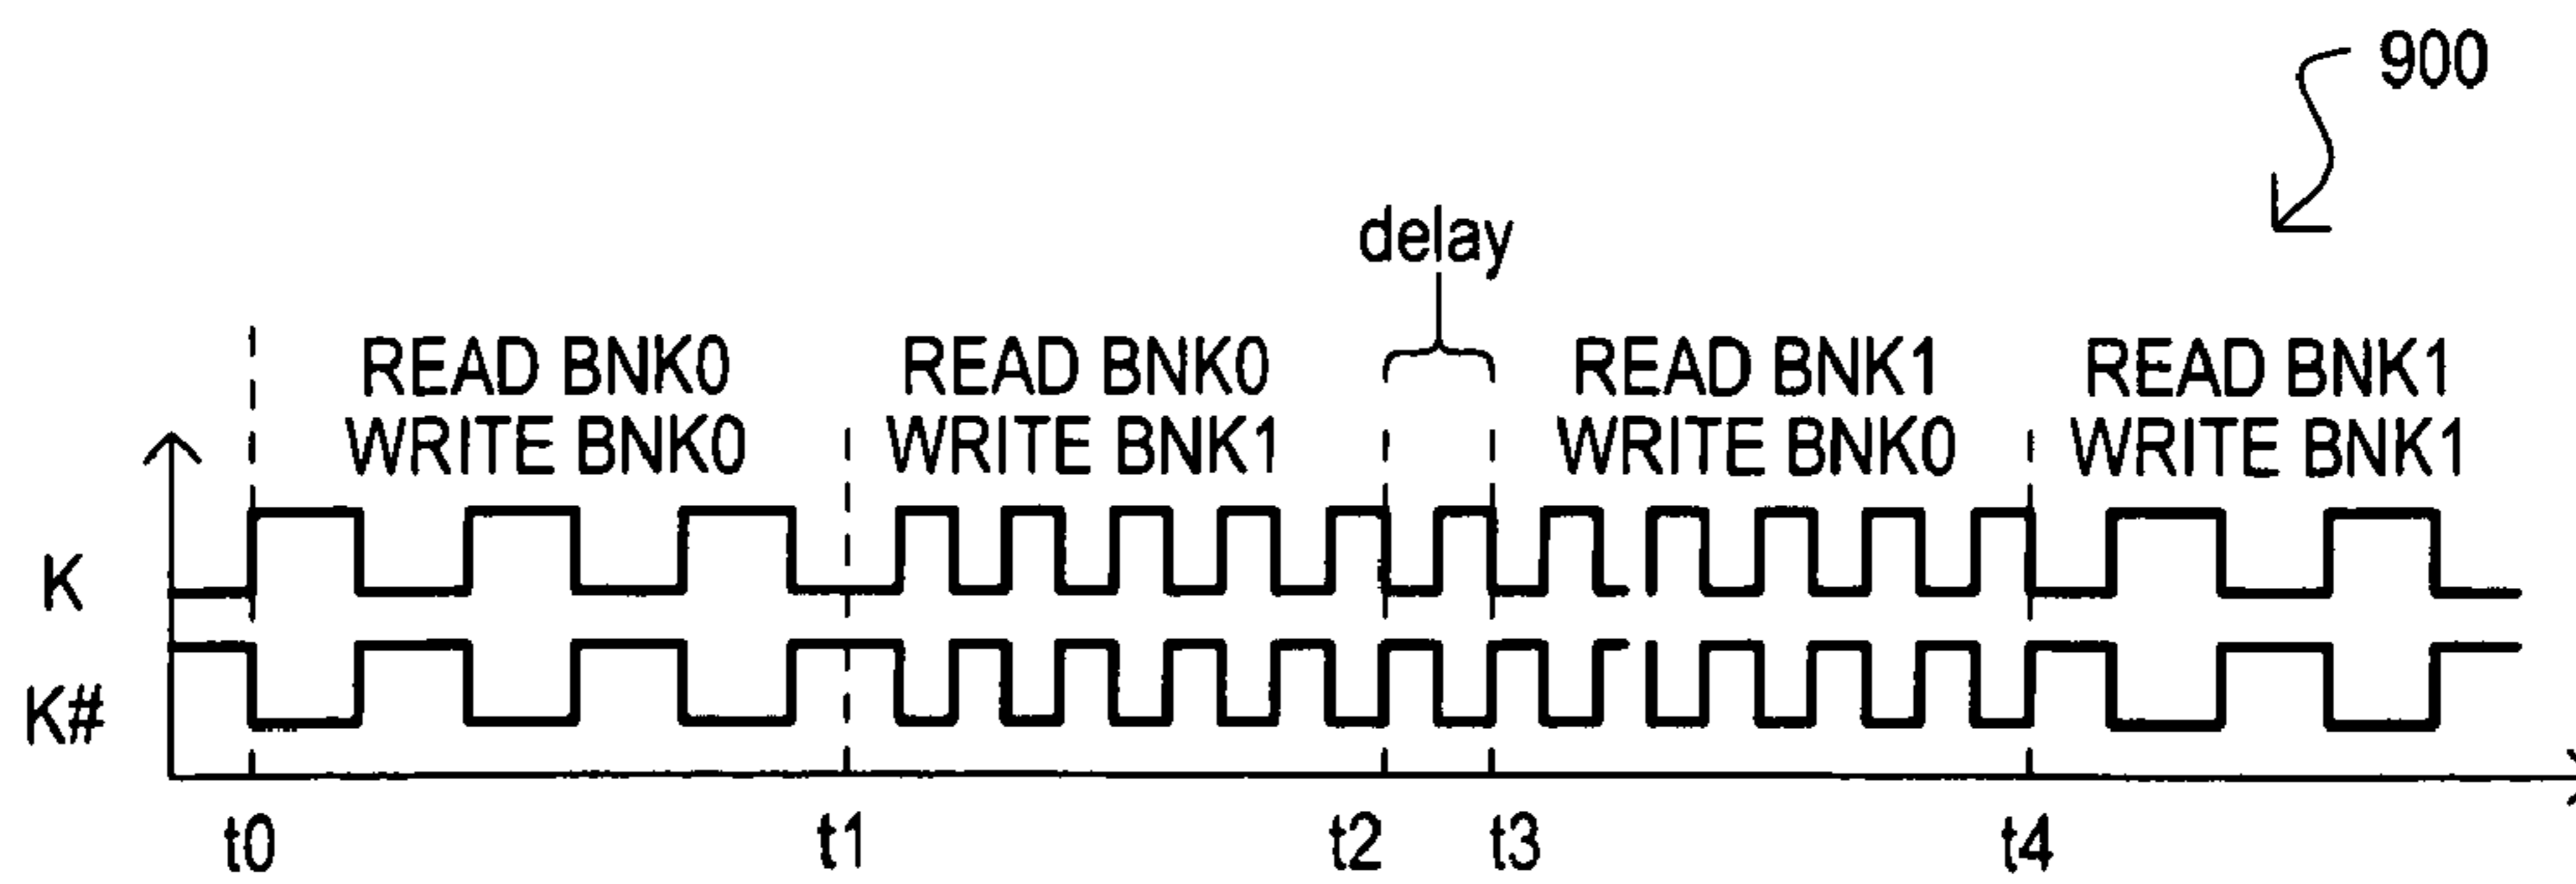 900
delay
READ BNK0 READ BNK0 READ BNK1 READ BNK1
WRITE BNK0 WRITE BNK1 WRITE BNK0 WRITE BNK1
K
K#
t0 t1 t2 t3 t4